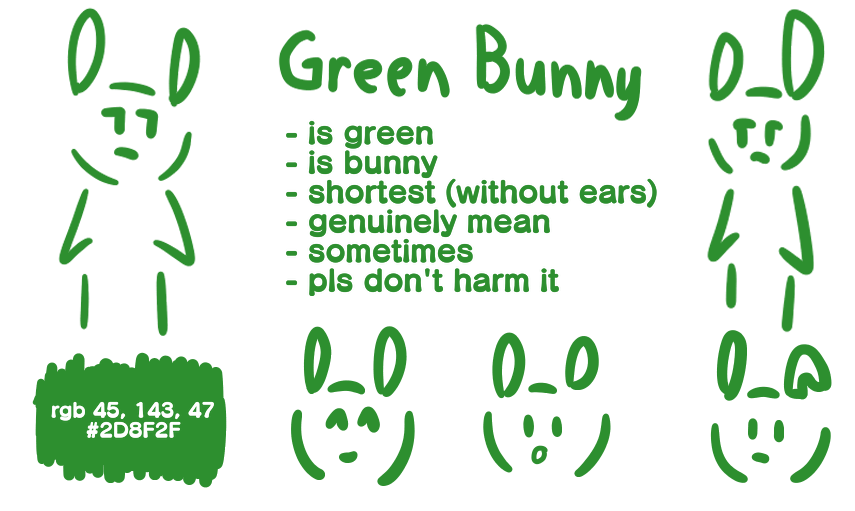 Green Bunny
- is green
- is bunny
- shortest (without ears)
- genuinely mean
- sometimes
- pls don't harm it
rgb 45, 143, 47
#2D8F2F